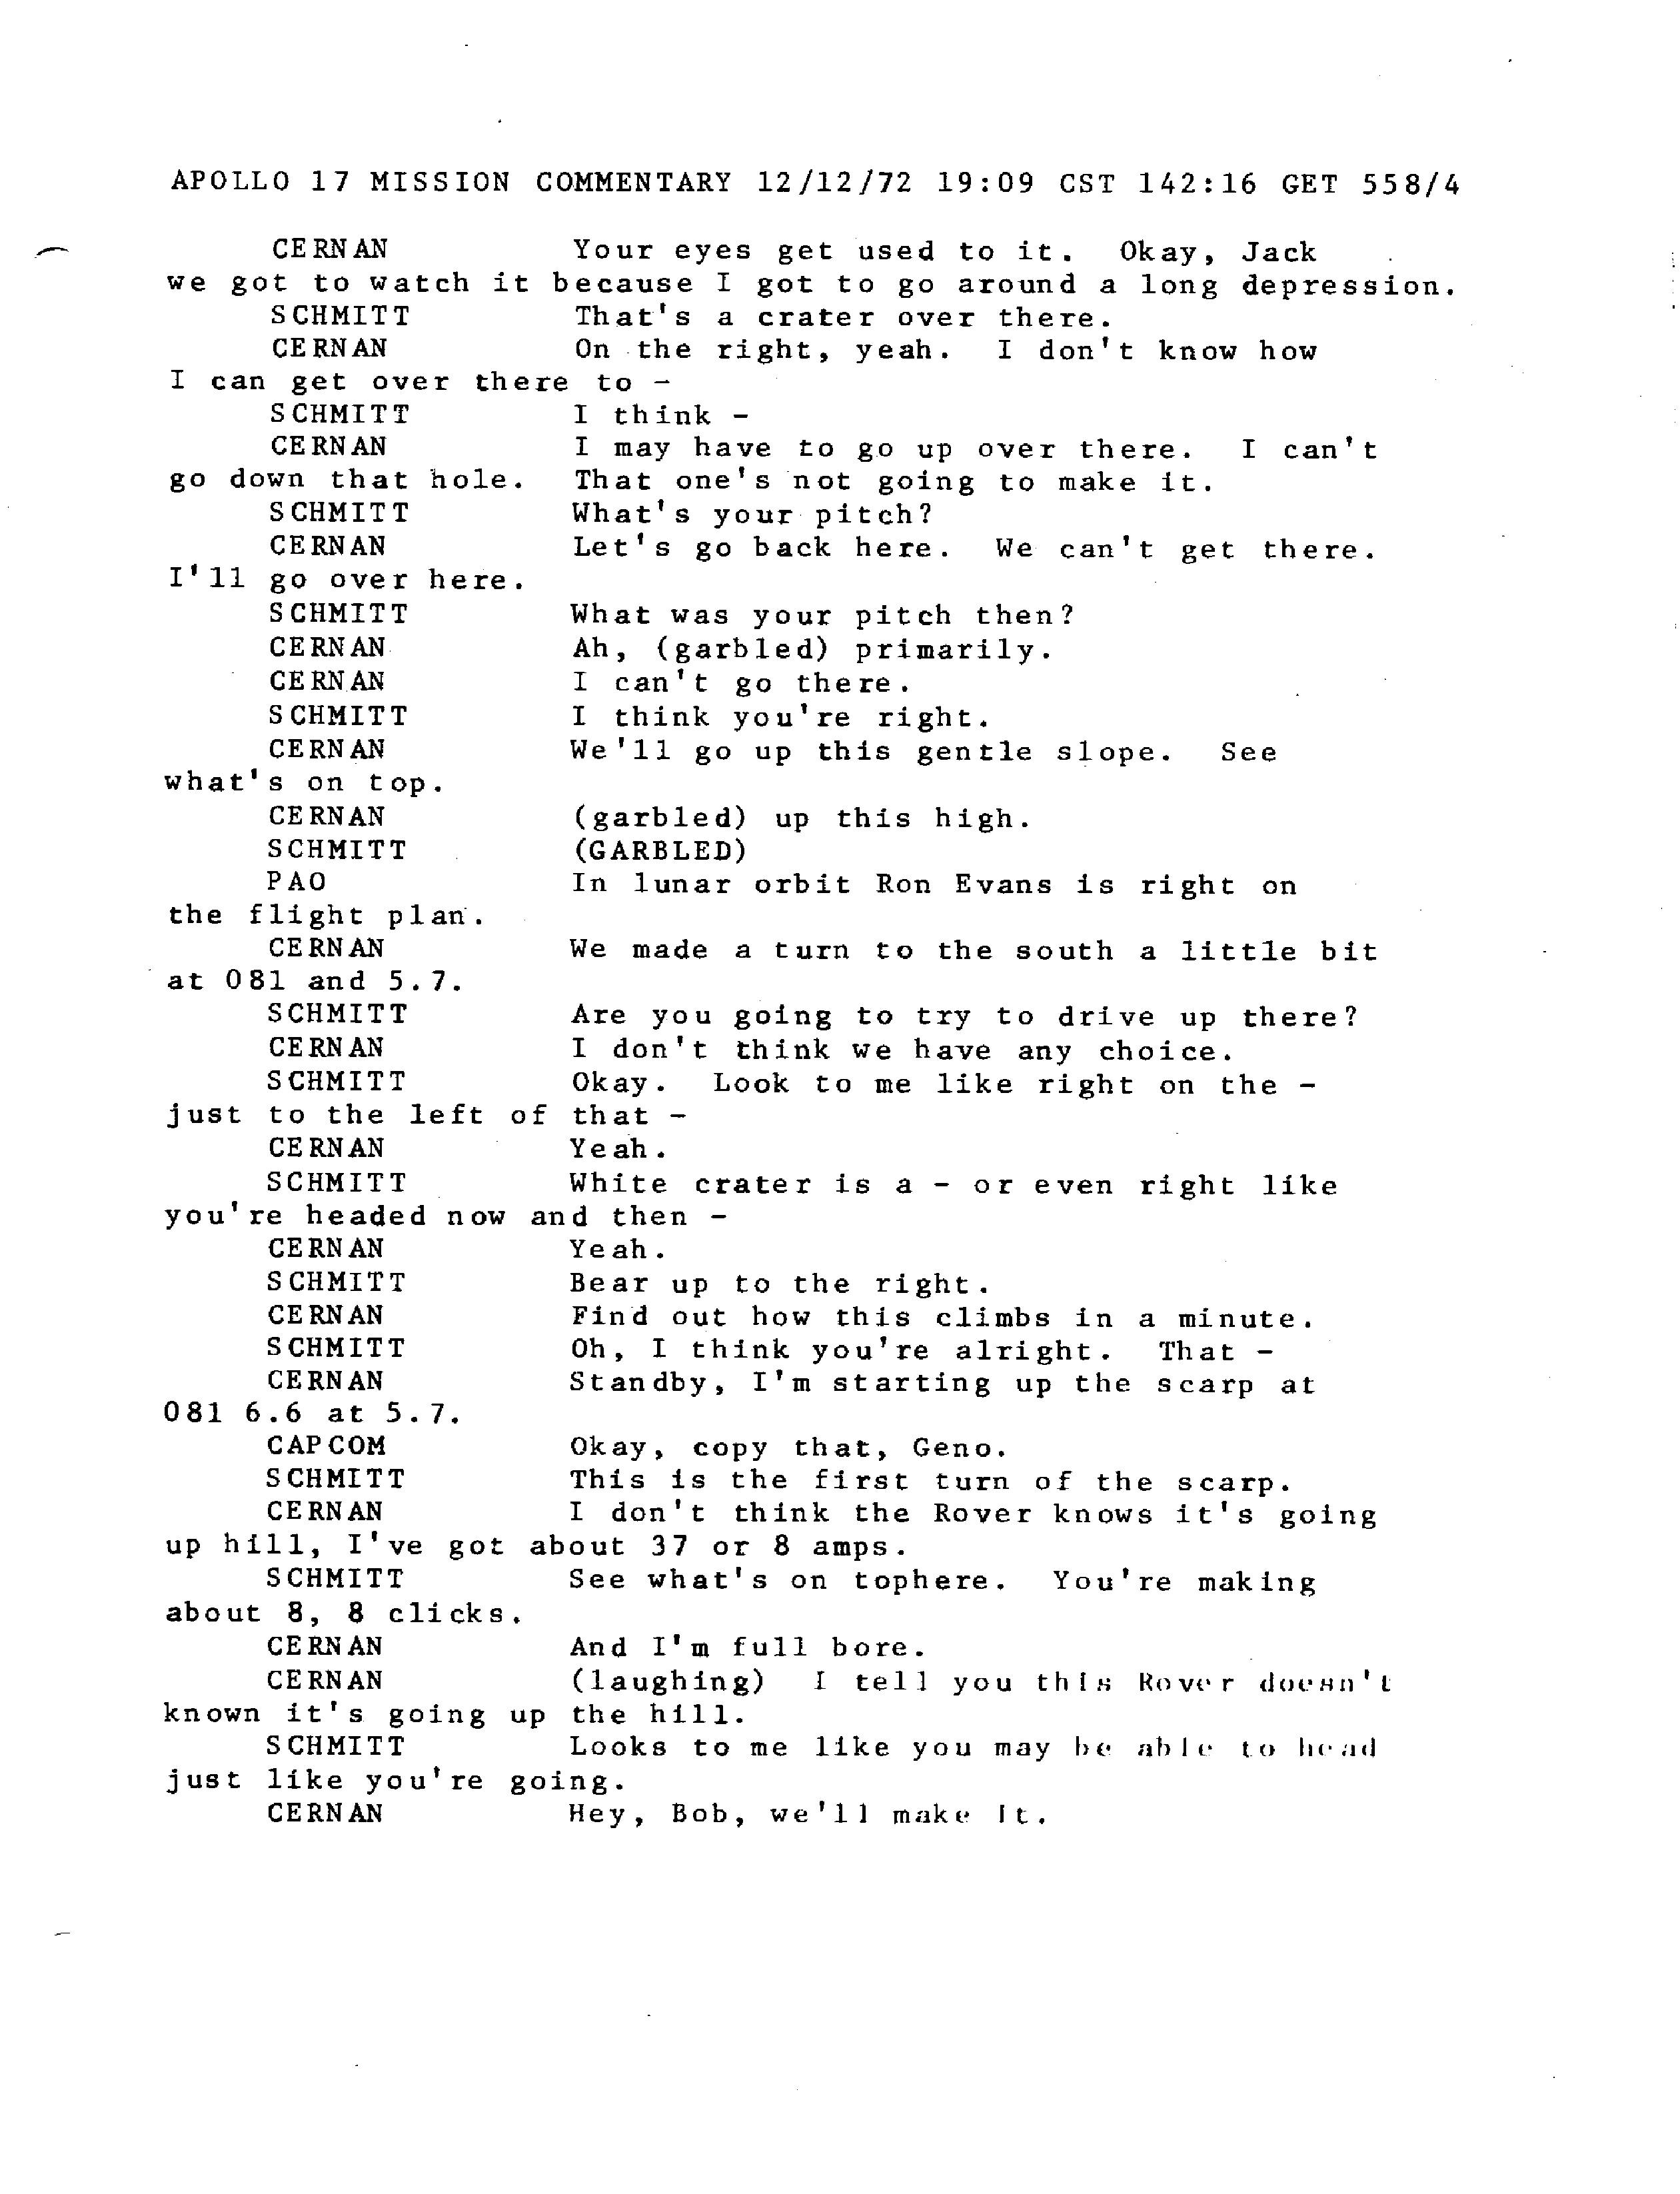 APOLLO 17 MISSION COMMENTARY 12/12/72 19:09 CST 142:16 GET 558/4
CERNAN Your eyes get used to it. Okay, Jack
we got to watch it because I got to go around a long depression.
SCHMITT That's a crater over there.
CERNAN On the right, yeah. I don't know how
I can get over there to -
SCHMITT I think -
CERNAN I may have to go up over there. I can't
go down that hole. That one's not going to make it.
SCHMITT What's your pitch?
CERNAN Let's go back here. We can't get there.
I'll go over here.
SCHMITT What was your pitch then?
CERNAN Ah, (garbled) primarily.
CERNAN I can't go there.
SCHMITT I think you're right.
CERNAN We'll go up this gentle slope. See
what's on top.
CERNAN (garbled) up this high.
SCHMITT (GARBLED)
PAO In lunar orbit Ron Evans is right on
the flight plan.
CERNAN We made a turn to the south a little bit
at 081 and 5.7.
SCHMITT Are you going to try to drive up there?
CERNAN I don't think we have any choice.
SCHMITT Okay. Look to me like right on the -
just to the left of that -
CERNAN Yeah.
SCHMITT White crater is a - or even right like
you're headed now and then -
CERNAN Yeah.
SCHMITT Bear up to the right.
CERNAN Find out how this climbs in a minute.
SCHMITT Oh, I think you're alright. That -
CERNAN Standby, I'm starting up the scarp at
081 6.6 at 5.7.
CAPCOM Okay, copy that, Geno.
SCHMITT This is the first turn of the scarp.
CERNAN I don't think the Rover knows it's going
up hill, I've got about 37 or 8 amps.
SCHMITT See what's on tophere. You're making
about 8, 8 clicks.
CERNAN And I'm full bore.
CERNAN (laughing) I tell you this Rover doesn't
known it's going up the hill.
SCHMITT Looks to me like you may be able to head
just like you're going.
CERNAN Hey, Bob, we'll make it.